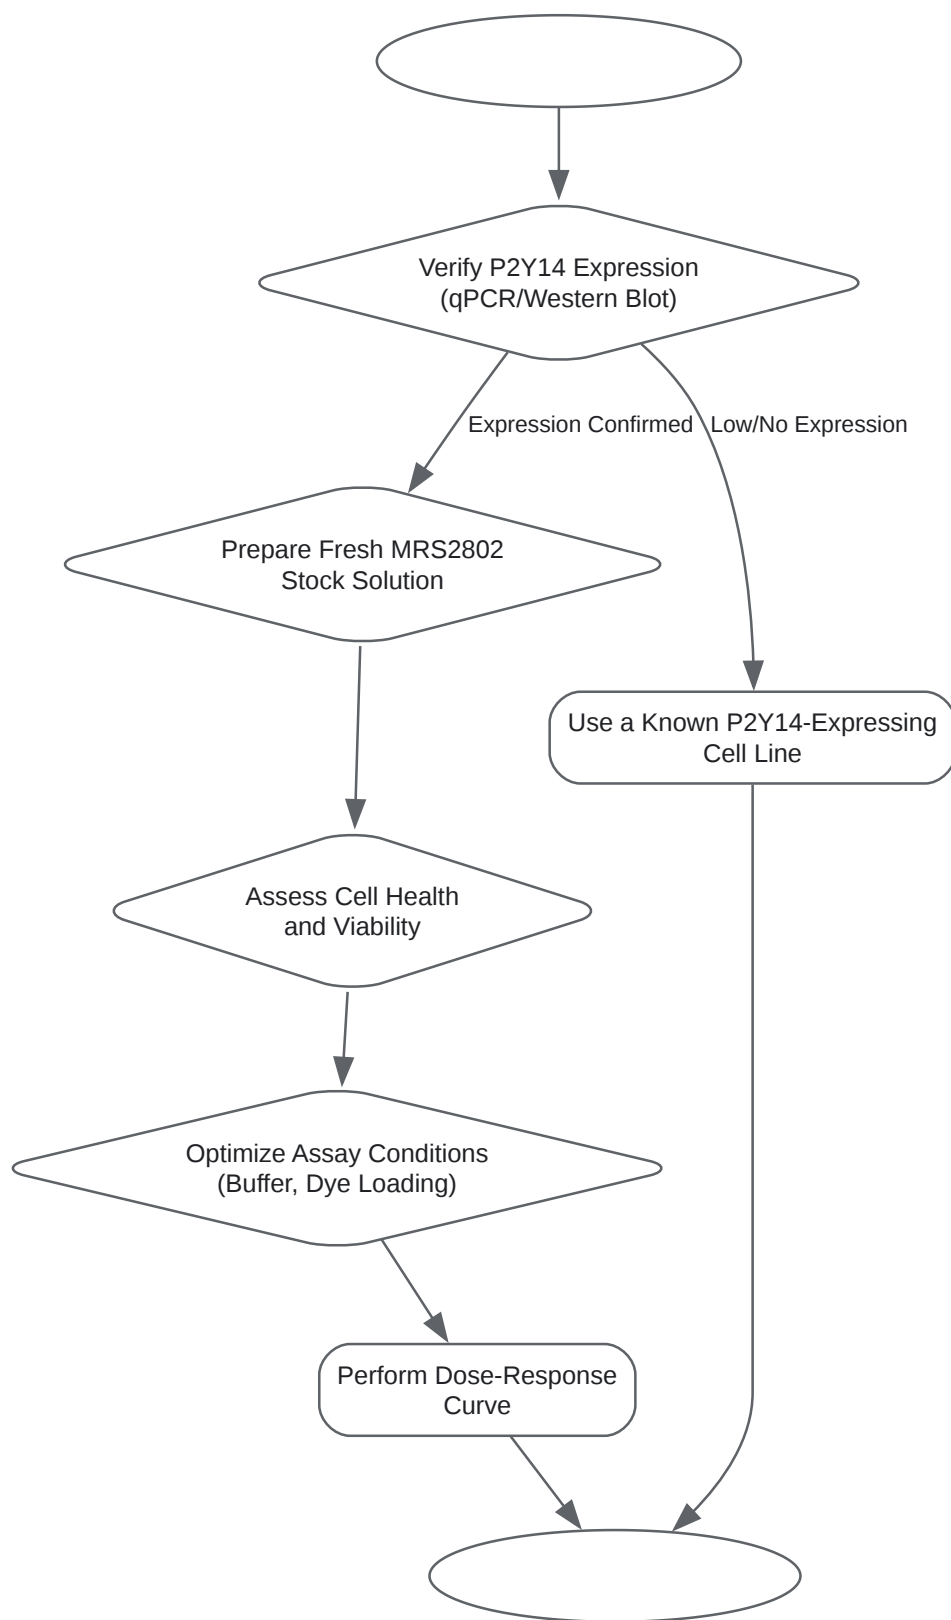 Verify P2Y14 Expression
(qPCR/Western Blot)
Expression Confirmed
Low/No Expression
Prepare Fresh MRS2802
Stock Solution
Use a Known P2Y14-Expressing
Cell Line
Assess Cell Health
and Viability
Optimize Assay Conditions
(Buffer, Dye Loading)
Perform Dose-Response
Curve